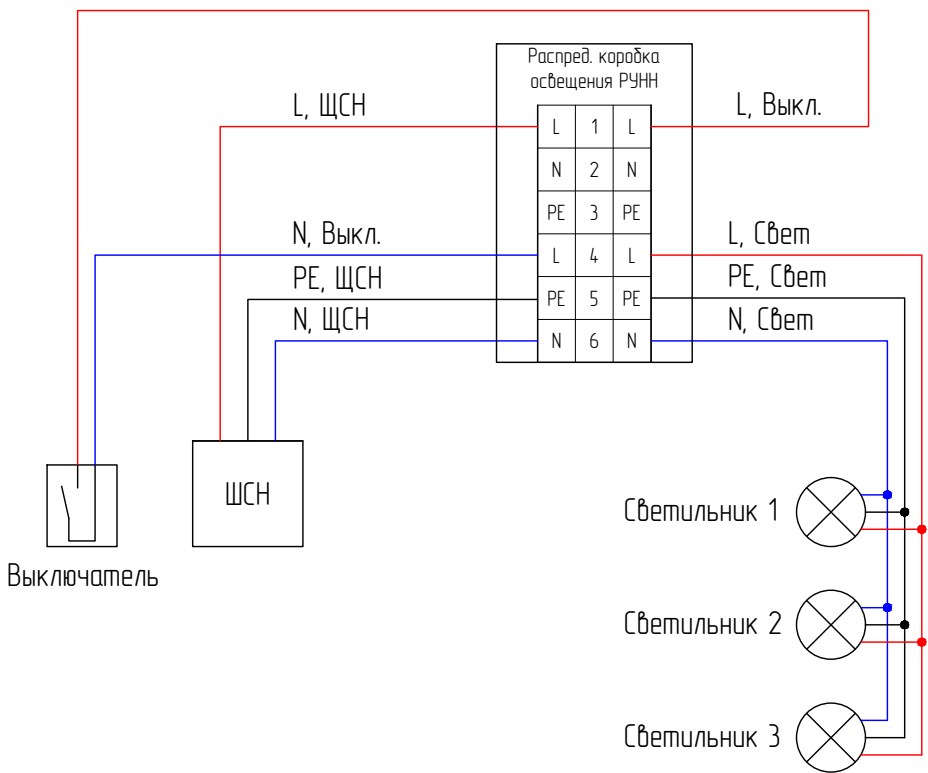 Распред. коробка
освещения РУНН
L, ЩСН
L, Выкл.
L 1 L
N 2 N
PE 3 PE
N, Выкл.
L, Свет
L 4 L
PE, ЩСН
PE, Свет
PE 5 PE
N, ЩСН
N, Свет
N 6 N
ШСН
Выключатель
Светильник 1
Светильник 2
Светильник 3